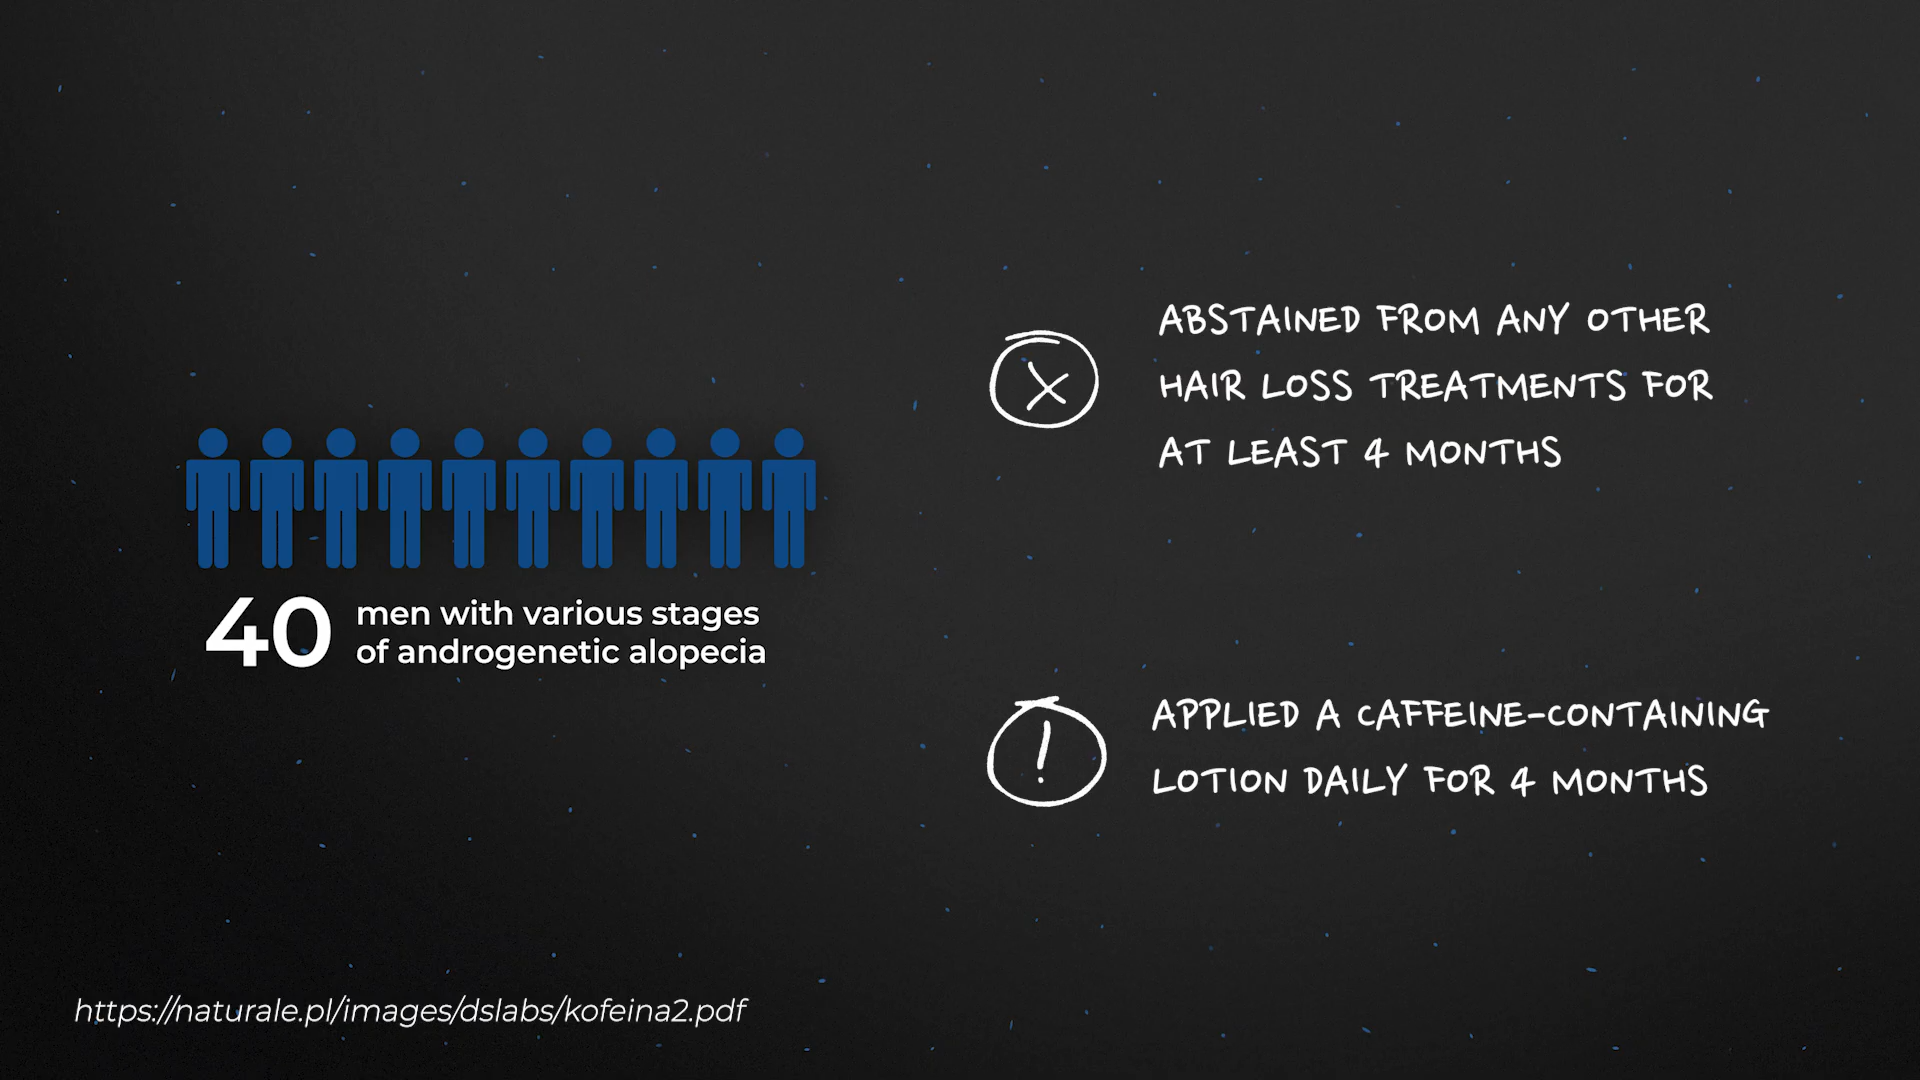 ABSTAINED FROM ANY OTHER
HAIR LOSS TREATMENTS FOR
AT LEAST 4 MONTHS
40 men with various stages
of androgenetic alopecia
APPLIED A CAFFEINE-CONTAINING
LOTION DAILY FOR 4 MONTHS
https://naturale.pl/images/dslabs/kofeina2.pdf